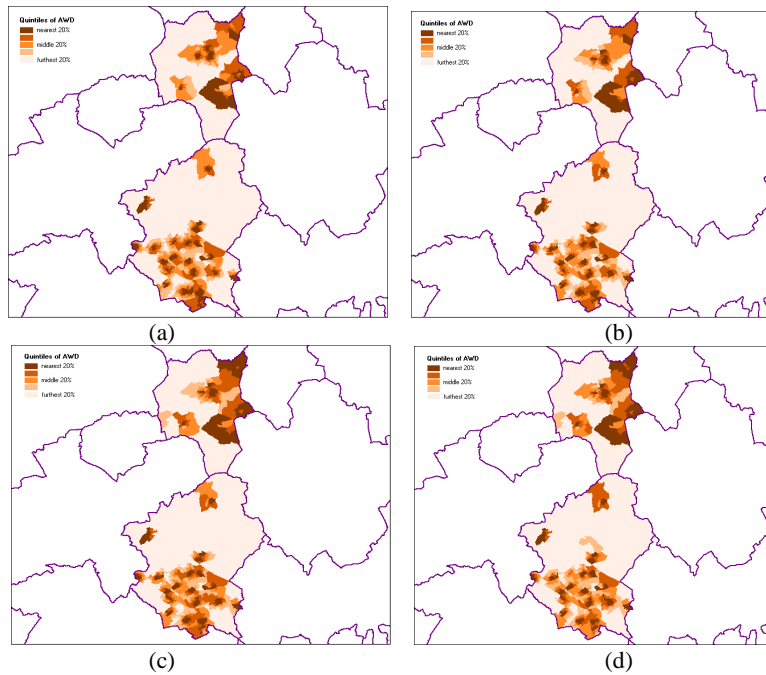 Quintiles of AWD
nearest 20%
middle 20%
furthest 20%
(a)
Quintiles of AWD
nearest 20%
middle 20%
furthest 20%
(b)
Quintiles of AWD
nearest 20%
middle 20%
furthest 20%
(c)
Quintiles of AWD
nearest 20%
middle 20%
furthest 20%
(d)